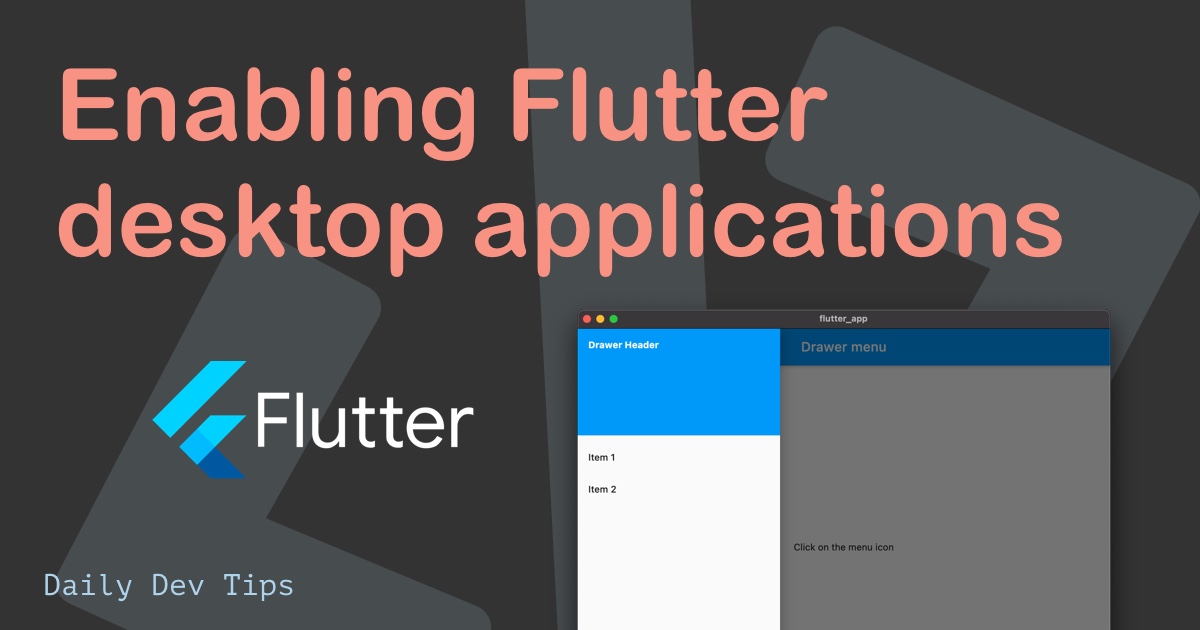 Enabling Flutter
desktop applications
Flutter
flutter_app
Drawer Header
Drawer menu
Item 1
Item 2
Click on the menu icon
Daily Dev Tips